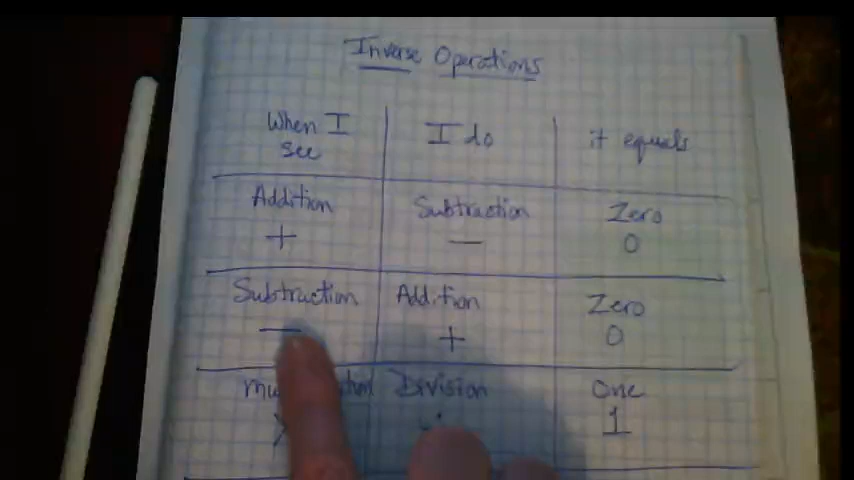 Inverse Operations
When I see
I do
it equals
Addition
+
Subtraction
—
Zero
0
Subtraction
—
Addition
+
Zero
0
Division
One
1